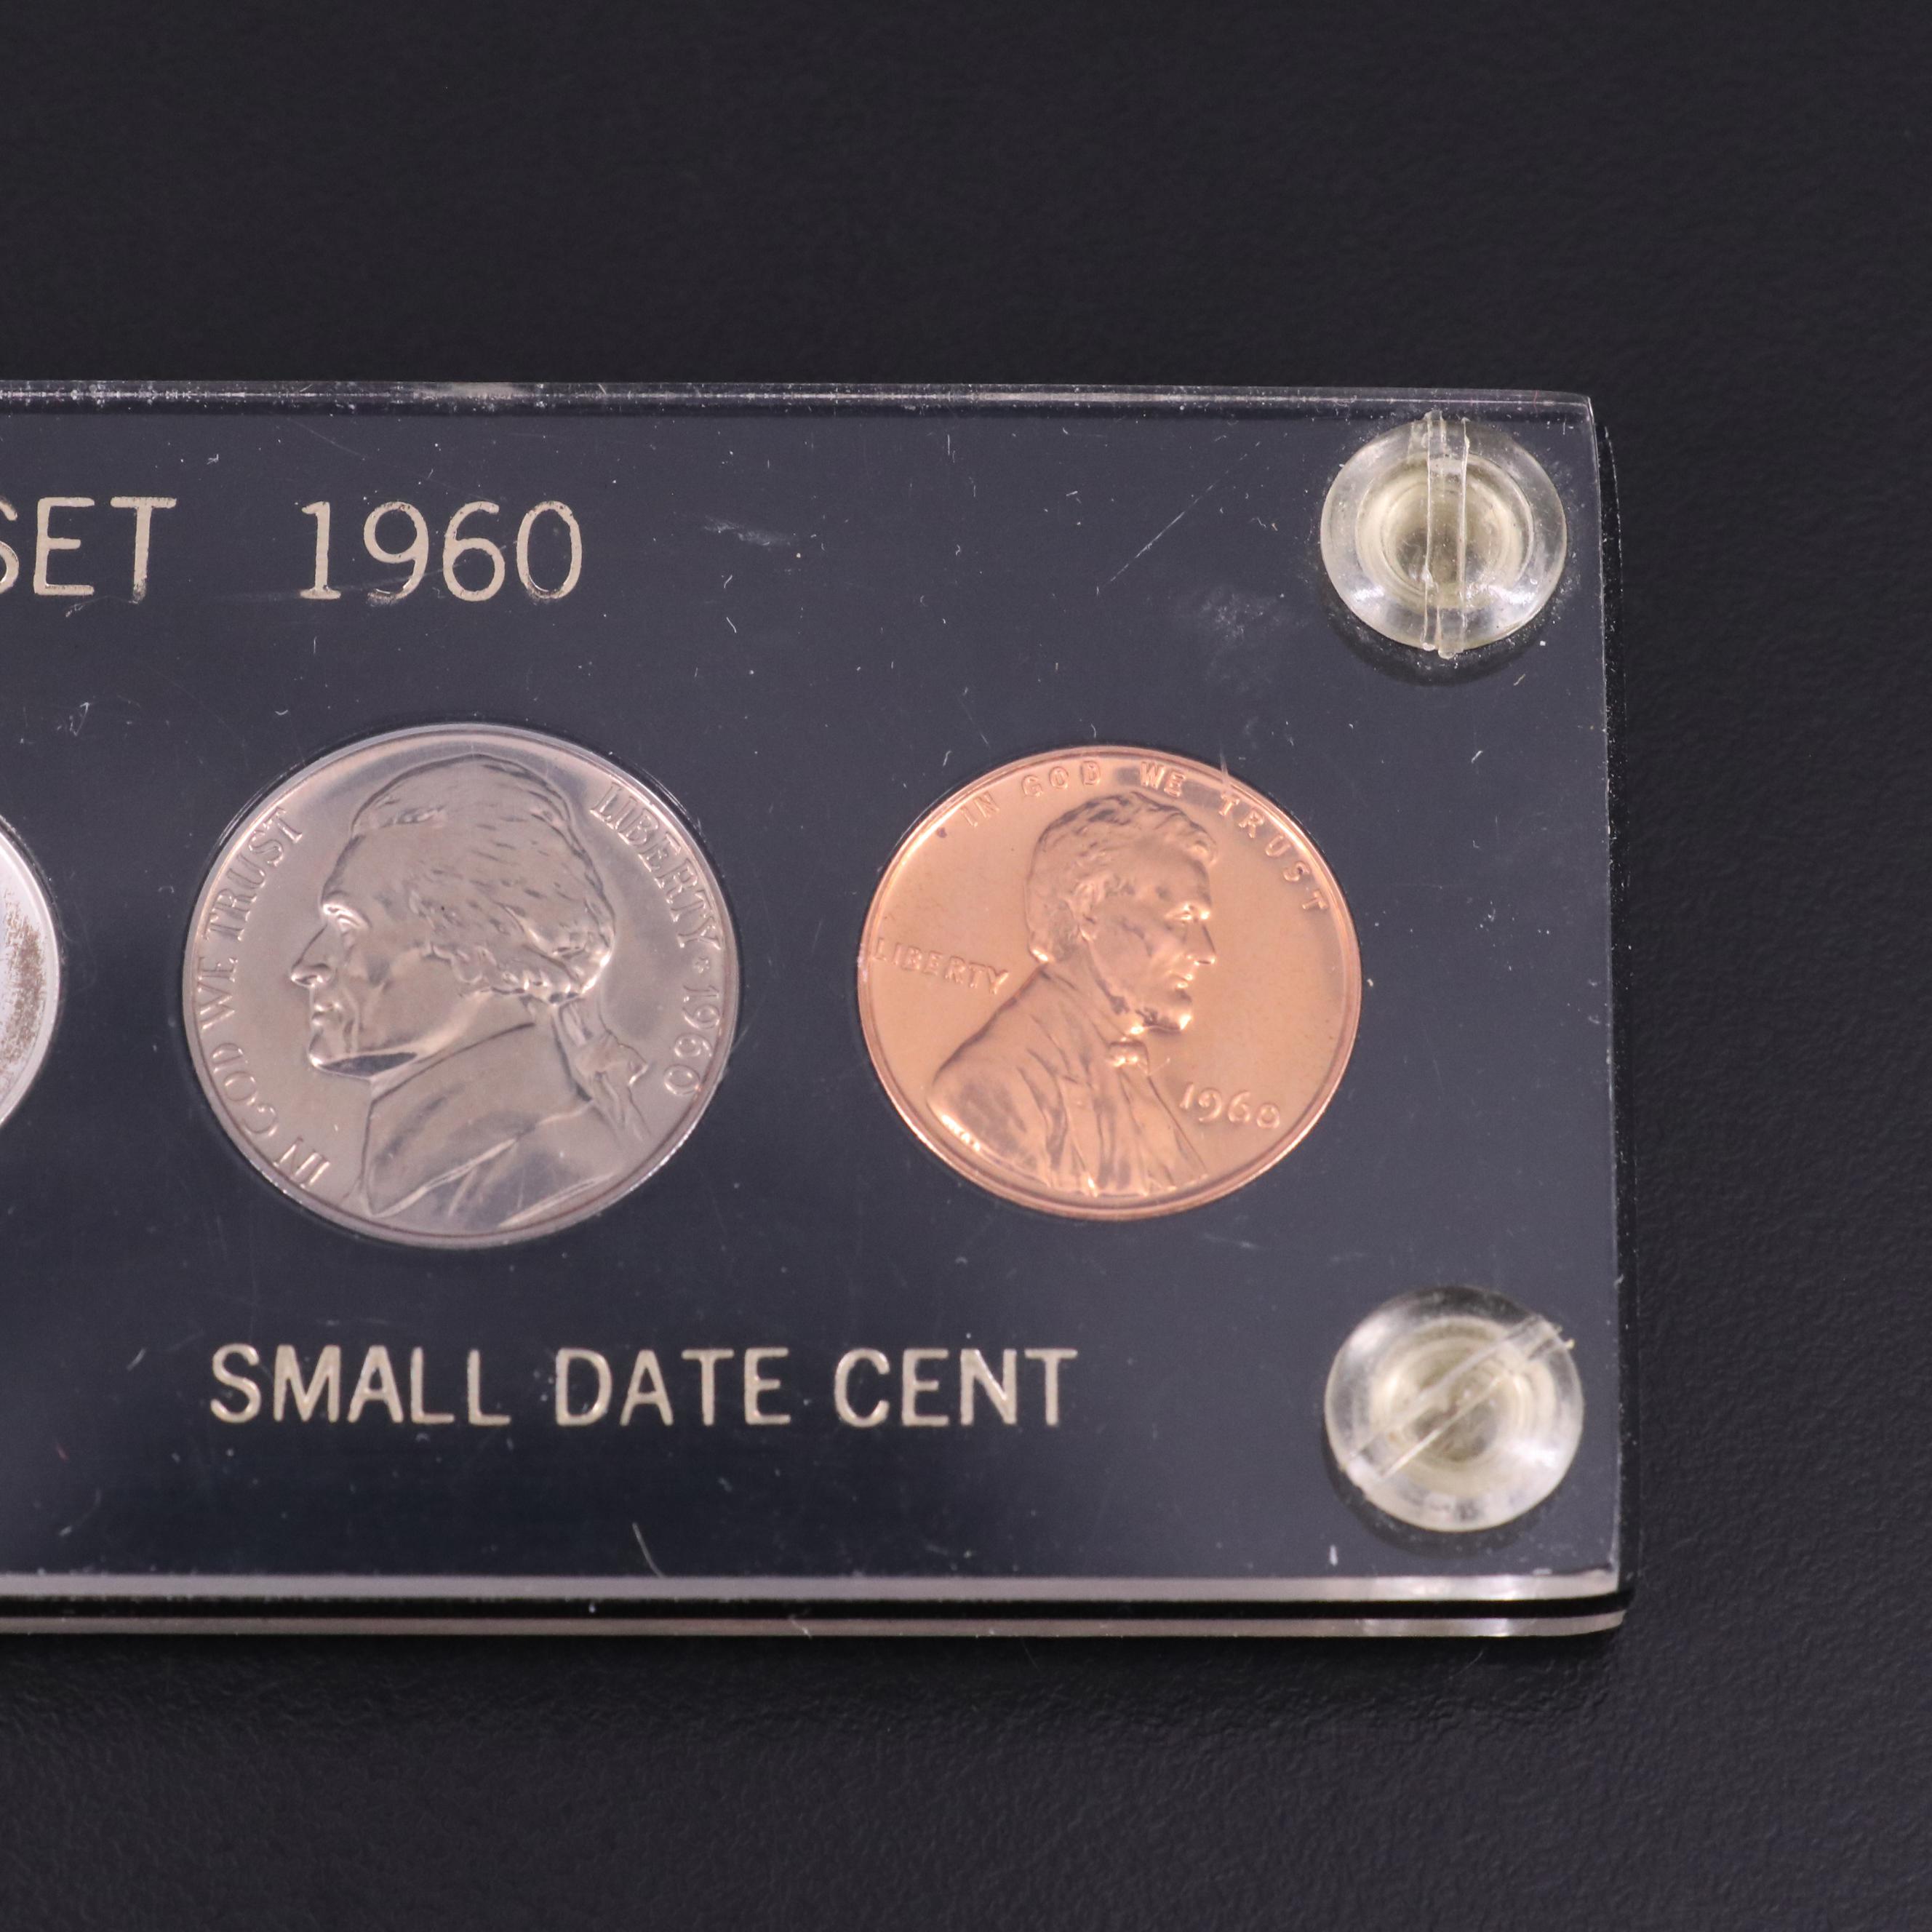 SET 1960
IN GOD WE TRUST
LIBERTY ★ 1960
IN GOD WE TRUST
LIBERTY
1960
SMALL DATE CENT